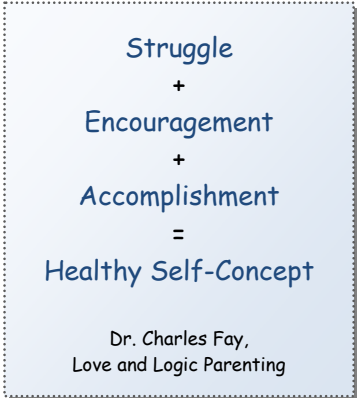 Struggle
+
Encouragement
+
Accomplishment
=
Healthy Self-Concept
Dr. Charles Fay,
Love and Logic Parenting